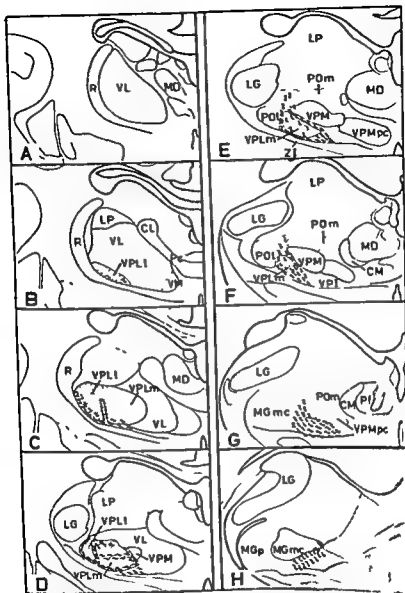 R
VL
MD
A
LP
R
VL
CL
VPLl
Pc
VM
B
R
VPLl
VPLm
MD
VL
C
LP
LG
VPLl
VL
VPM
VPLm
D
LP
LG
POm
MD
POl
VPM
VPLm
VPMpc
ZI
E
LP
LG
POm
MD
POl
VPM
CM
VPLm
VPI
F
LG
POm
CM
Pf
MGmc
VPMpc
G
LG
MGp
MGmc
H